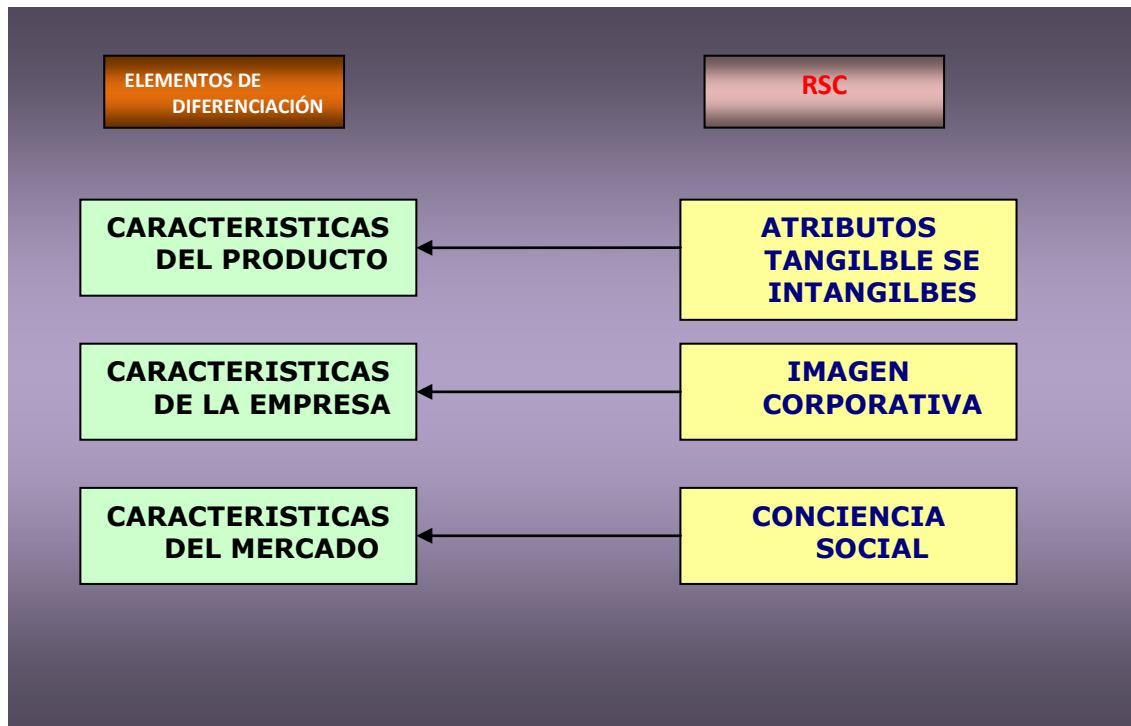 ELEMENTOS DE
DIFERENCIACIÓN
RSC
CARACTERISTICAS
DEL PRODUCTO
ATRIBUTOS
TANGILBLE SE
INTANGILBES
CARACTERISTICAS
DE LA EMPRESA
IMAGEN
CORPORATIVA
CARACTERISTICAS
DEL MERCADO
CONCIENCIA
SOCIAL